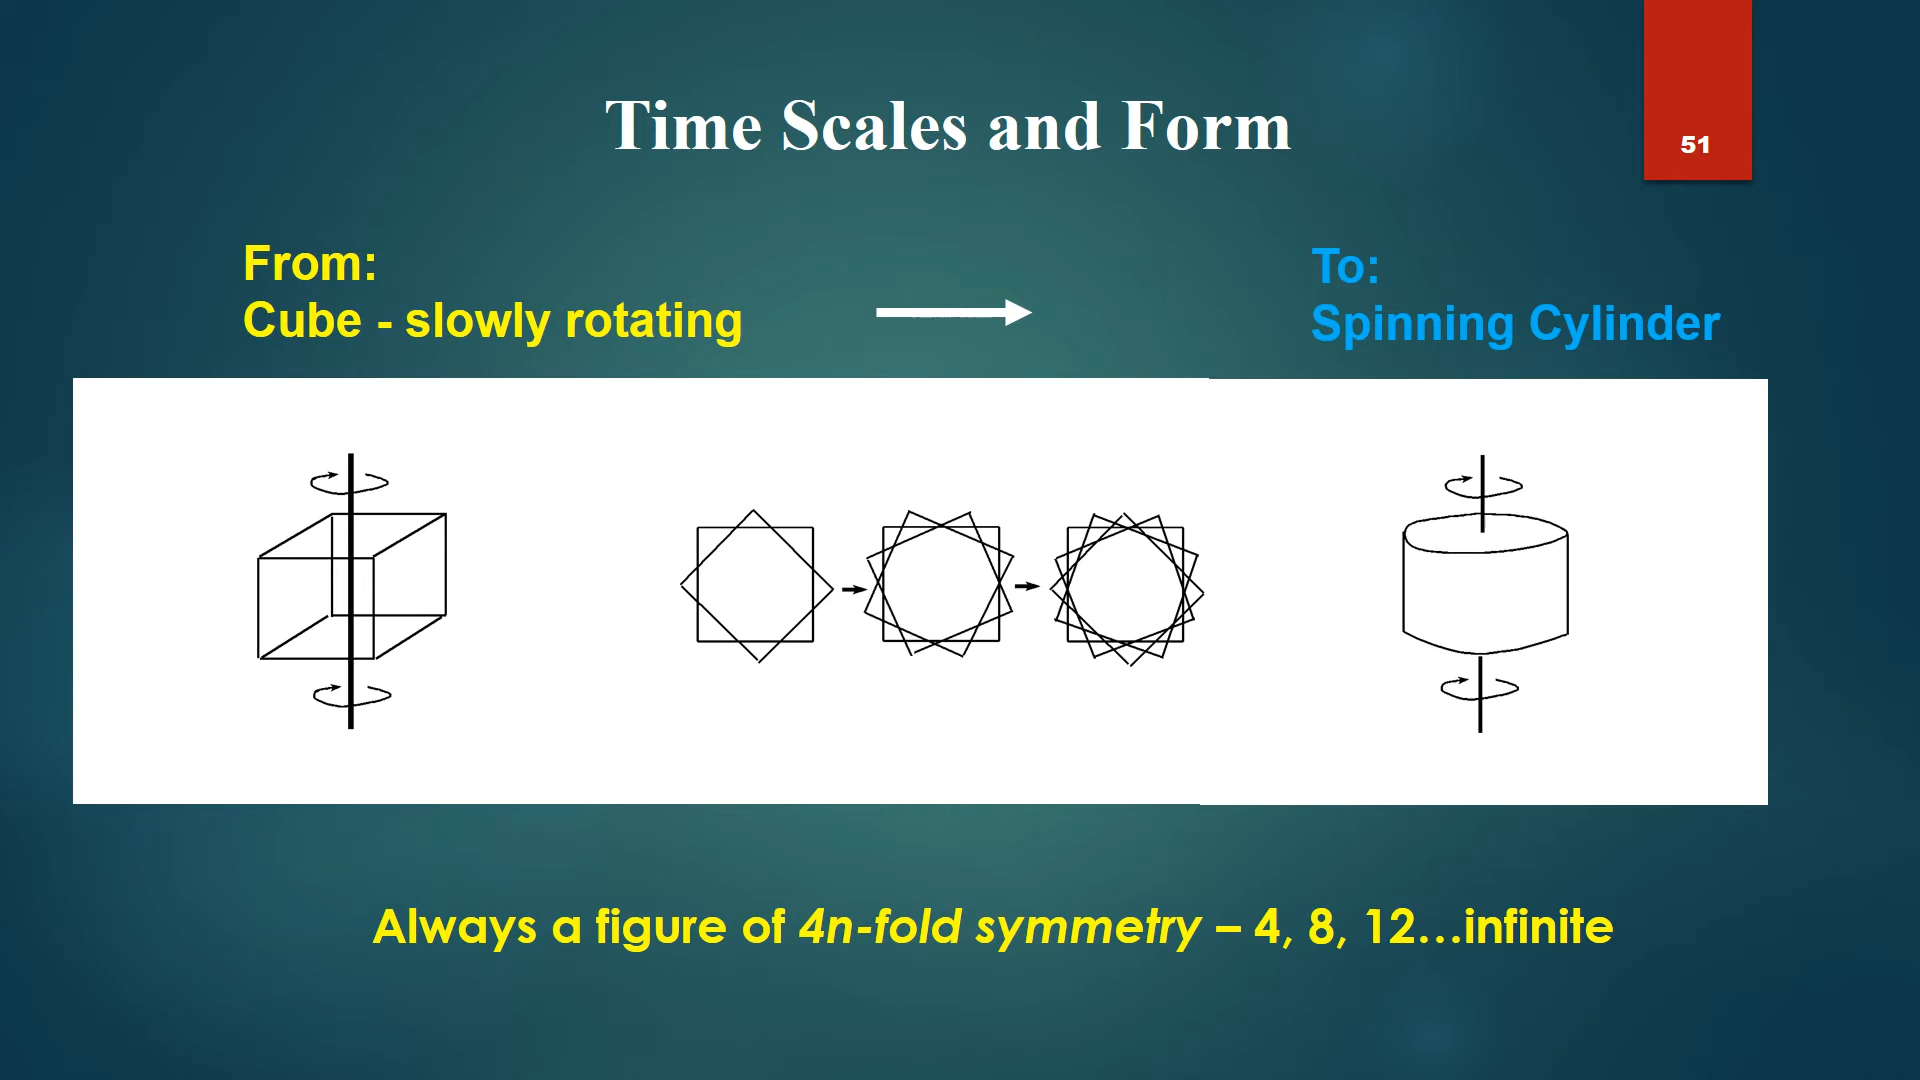 Time Scales and Form
51
From:
Cube - slowly rotating
To:
Spinning Cylinder
Always a figure of 4n-fold symmetry – 4, 8, 12…infinite